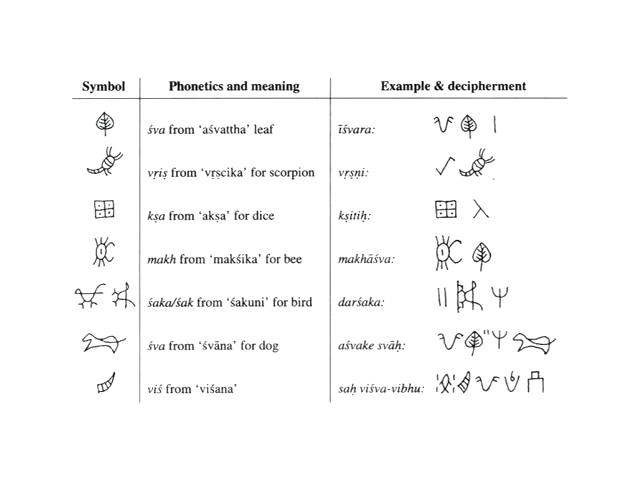 Symbol Phonetics and meaning Example & decipherment
śva from ‘aśvattha’ leaf īśvara:
vṛiṣ from ‘vṛścika’ for scorpion vṛṣṇi:
kṣa from ‘akṣa’ for dice kṣitiḥ:
makh from ‘makśika’ for bee makhāśva:
śaka/śak from ‘śakuni’ for bird darśaka:
śva from ‘śvāna’ for dog aśvake svāḥ:
viś from ‘viśana’ saḥ viśva-vibhu: